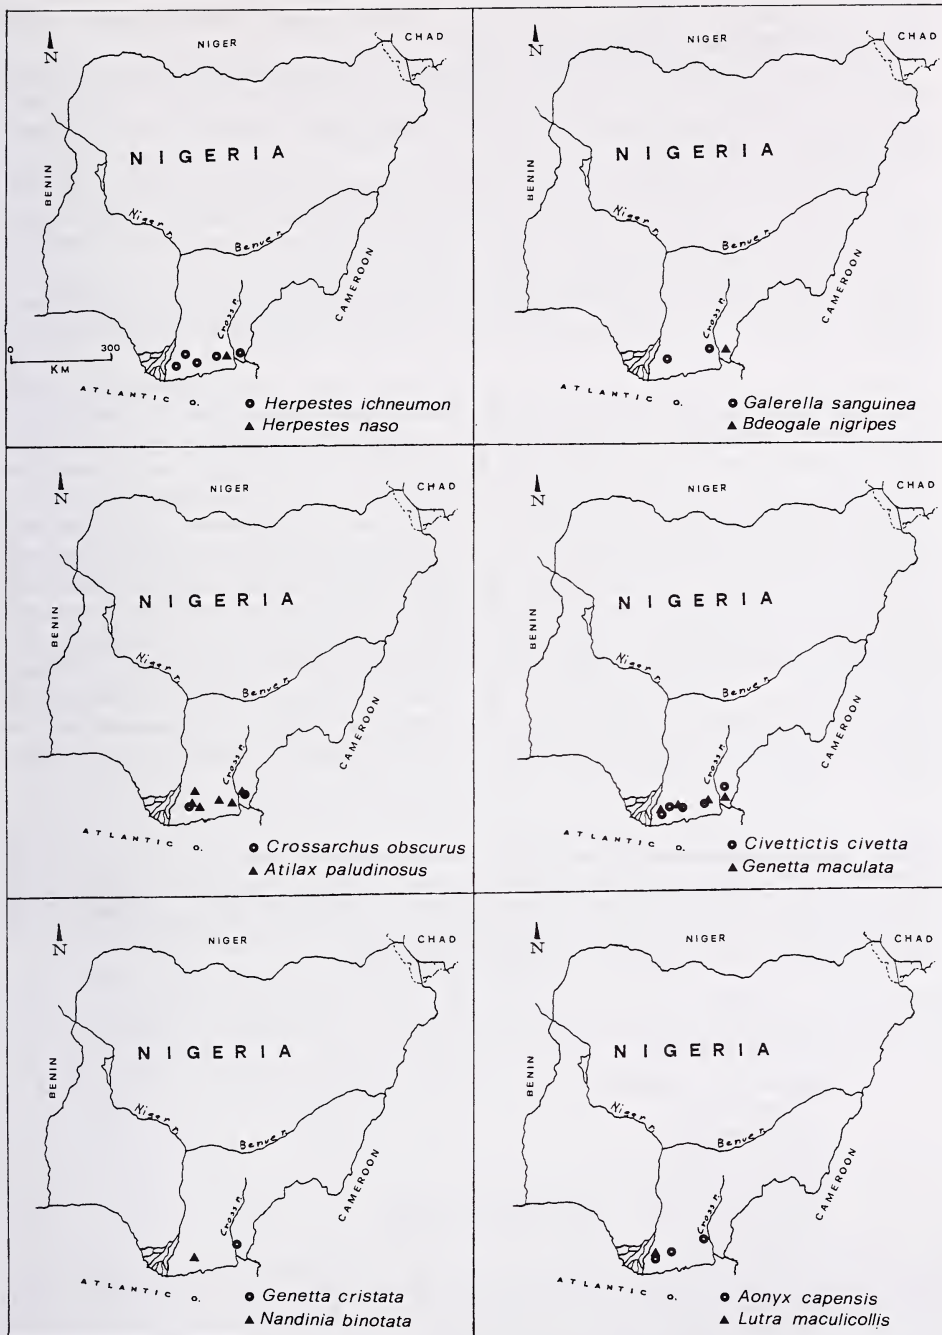 N
NIGER
CHAD
BENIN
NIGERIA
Niger R.
Benue R.
Cross R.
CAMEROON
0 300
KM
ATLANTIC O.
Herpestes ichneumon
Herpestes naso
N
NIGER
CHAD
BENIN
NIGERIA
Niger R.
Benue R.
Cross R.
CAMEROON
ATLANTIC O.
Galerella sanguinea
Bdeogale nigripes
N
NIGER
CHAD
BENIN
NIGERIA
Niger R.
Benue R.
Cross R.
CAMEROON
ATLANTIC O.
Crossarchus obscurus
Atilax paludinosus
N
NIGER
CHAD
BENIN
NIGERIA
Niger R.
Benue R.
Cross R.
CAMEROON
ATLANTIC O.
Civettictis civetta
Genetta maculata
N
NIGER
CHAD
BENIN
NIGERIA
Niger R.
Benue R.
Cross R.
CAMEROON
ATLANTIC O.
Genetta cristata
Nandinia binotata
N
NIGER
CHAD
BENIN
NIGERIA
Niger R.
Benue R.
Cross R.
CAMEROON
ATLANTIC O.
Aonyx capensis
Lutra maculicollis